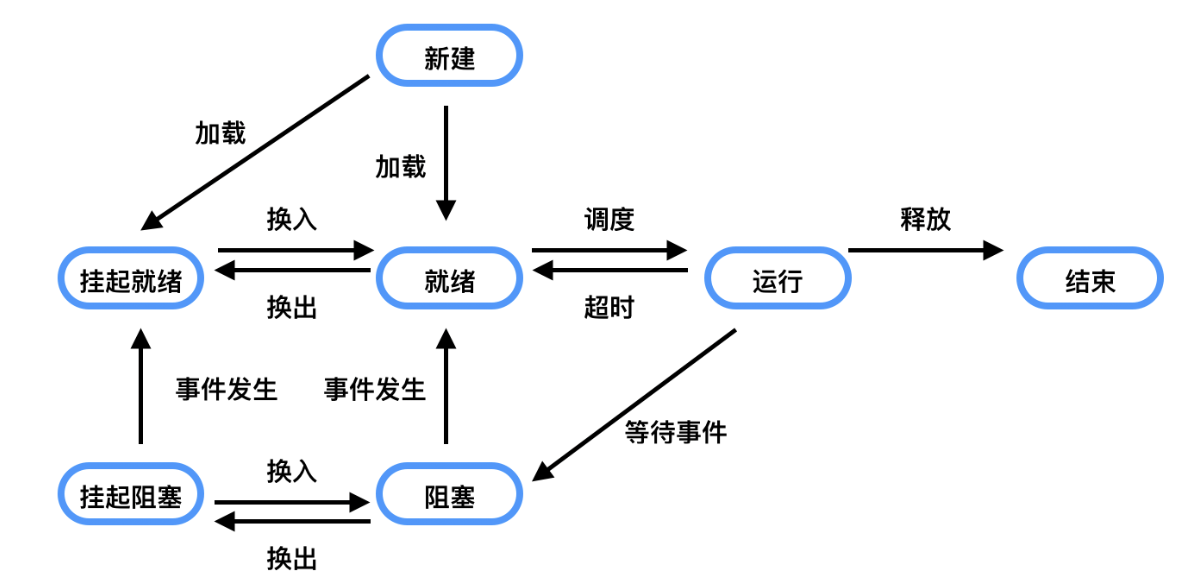 新建
加载
加载
换入
调度
释放
挂起就绪
就绪
运行
结束
换出
超时
事件发生
事件发生
等待事件
换入
挂起阻塞
阻塞
换出